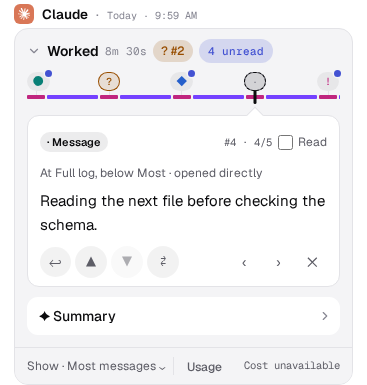 Claude · Today · 9:59 AM
Worked 8m 30s ? #2 4 unread
? · !
· Message #4 · 4/5 Read
At Full log, below Most · opened directly
Reading the next file before checking the
schema.
Summary
Show · Most messages Usage Cost unavailable